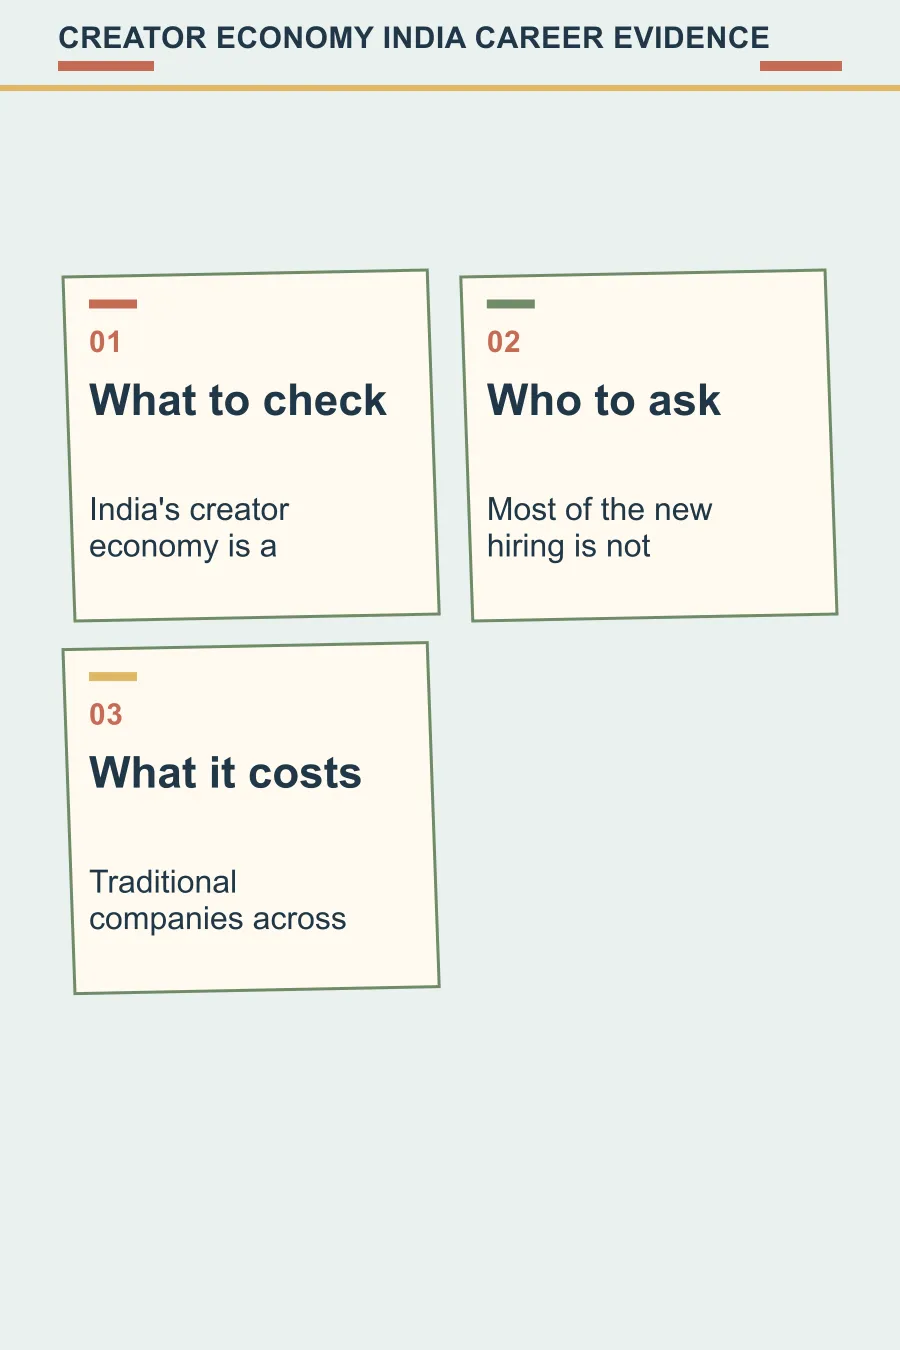 CREATOR ECONOMY INDIA CAREER EVIDENCE
01
What to check
India's creator
economy is a
02
Who to ask
Most of the new
hiring is not
03
What it costs
Traditional
companies across